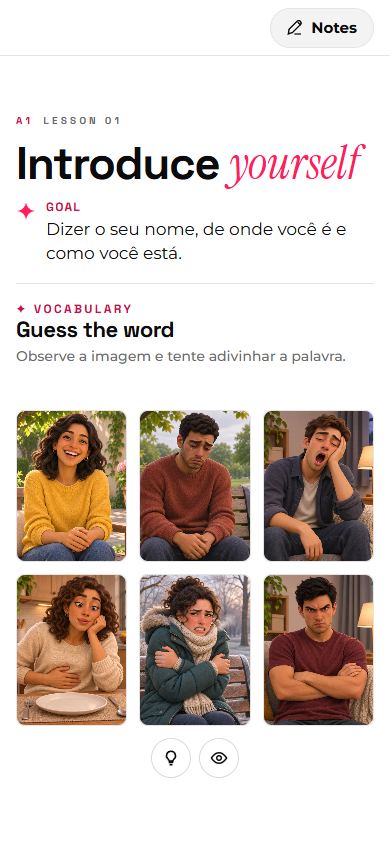 Notes
A1 LESSON 01
Introduce yourself
GOAL
Dizer o seu nome, de onde você é e
como você está.
VOCABULARY
Guess the word
Observe a imagem e tente adivinhar a palavra.